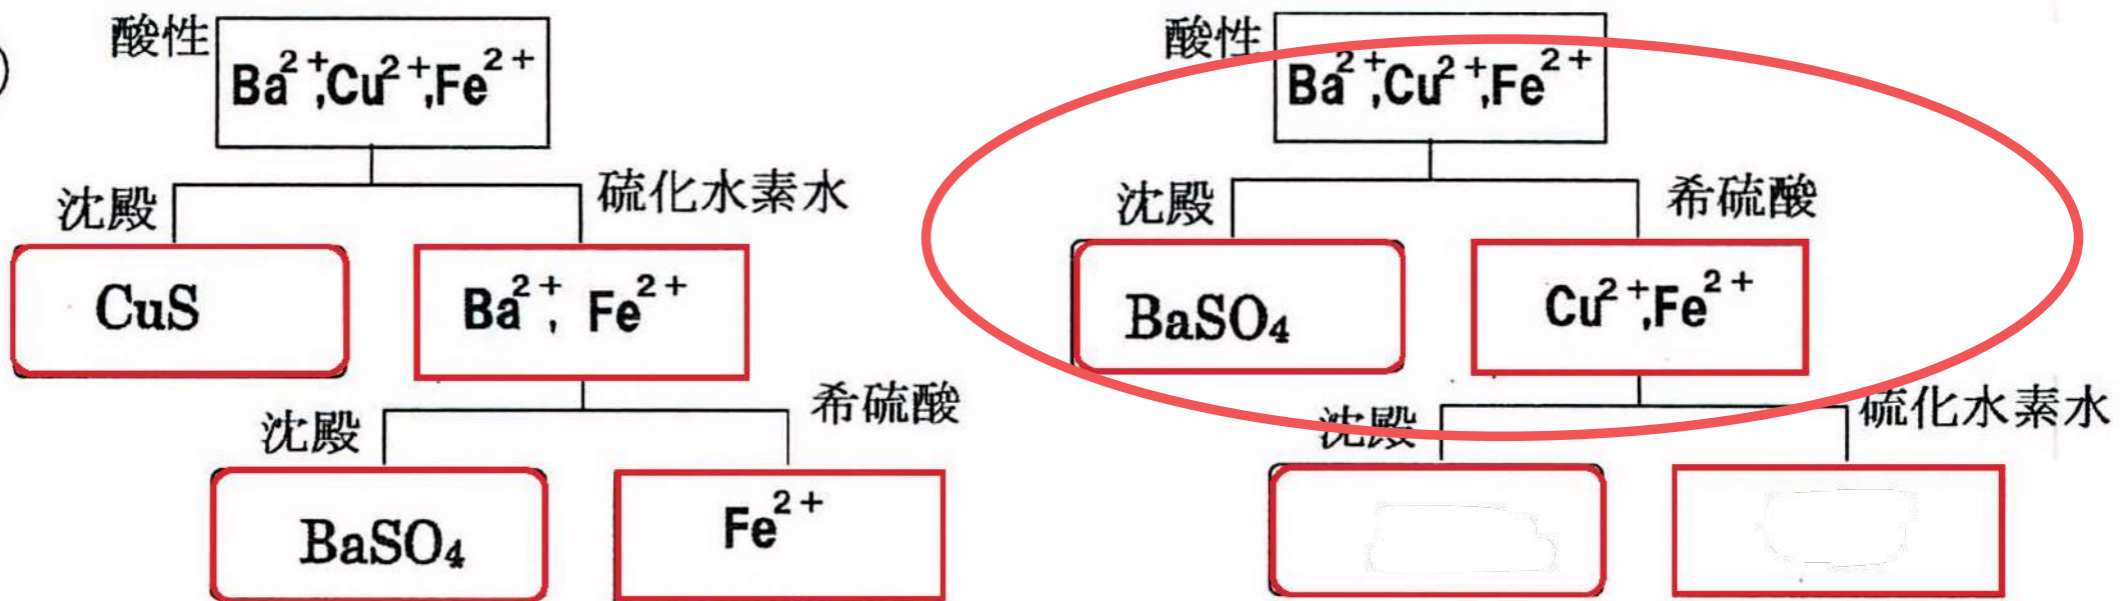 酸性
Ba²⁺,Cu²⁺,Fe²⁺
沈殿
硫化水素水
CuS
Ba²⁺, Fe²⁺
沈殿
希硫酸
BaSO₄
Fe²⁺
酸性
Ba²⁺,Cu²⁺,Fe²⁺
沈殿
希硫酸
BaSO₄
Cu²⁺,Fe²⁺
沈殿
硫化水素水